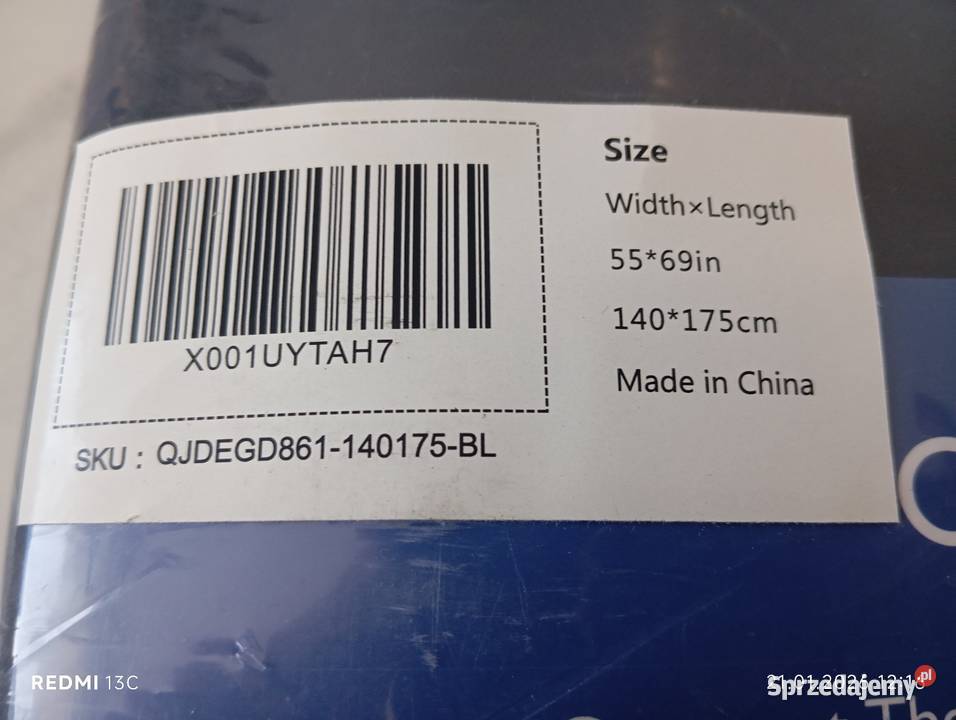 Size
Width×Length
55*69in
140*175cm
Made in China
X001UYTAH7
SKU : QJDEGD861-140175-BL
REDMI 13C
Sprzedajemy.pl